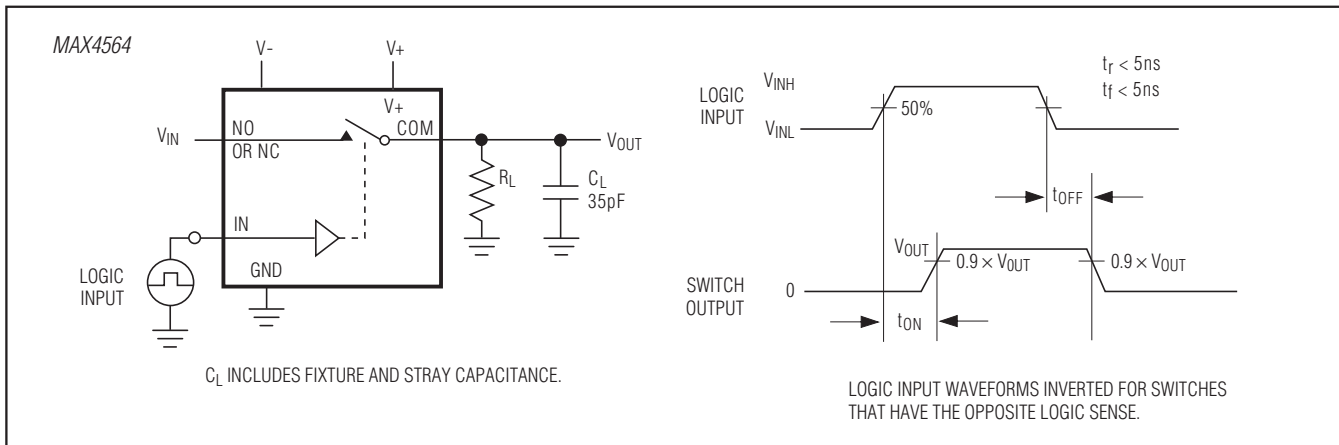 MAX4564
V-
V+
V+
VIN
NO
OR NC
COM
VOUT
RL
CL
35pF
IN
GND
LOGIC
INPUT
CL INCLUDES FIXTURE AND STRAY CAPACITANCE.
LOGIC
INPUT
VINH
VINL
50%
tr < 5ns
tf < 5ns
tOFF
SWITCH
OUTPUT
VOUT
0
0.9 × VOUT
0.9 × VOUT
tON
LOGIC INPUT WAVEFORMS INVERTED FOR SWITCHES
THAT HAVE THE OPPOSITE LOGIC SENSE.